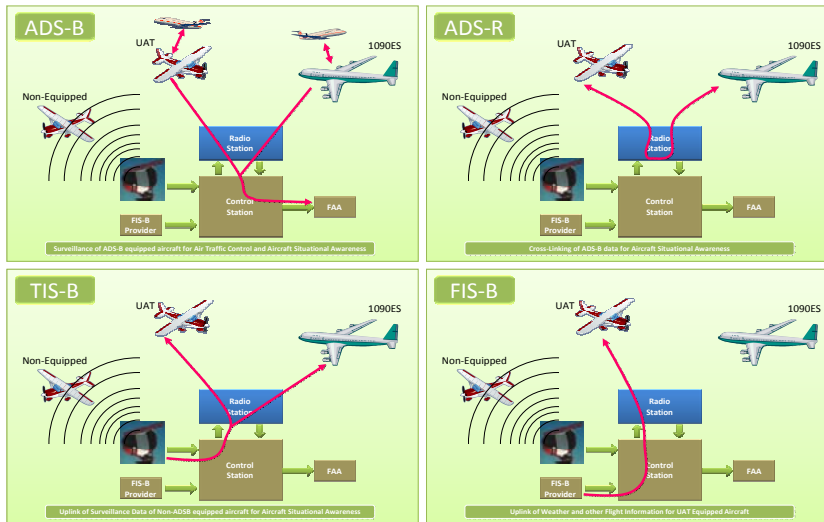 ADS-B
UAT
1090ES
Non-Equipped
Radio
Station
Control
Station
FAA
FIS-B
Provider
Surveillance of ADS-B equipped aircraft for Air Traffic Control and Aircraft Situational Awareness
ADS-R
UAT
1090ES
Non-Equipped
Radio
Station
Control
Station
FAA
FIS-B
Provider
Cross-Linking of ADS-B data for Aircraft Situational Awareness
TIS-B
UAT
1090ES
Non-Equipped
Radio
Station
Control
Station
FAA
FIS-B
Provider
Uplink of Surveillance Data of Non-ADSB equipped aircraft for Aircraft Situational Awareness
FIS-B
UAT
1090ES
Non-Equipped
Radio
Station
Control
Station
FAA
FIS-B
Provider
Uplink of Weather and other Flight Information for UAT Equipped Aircraft